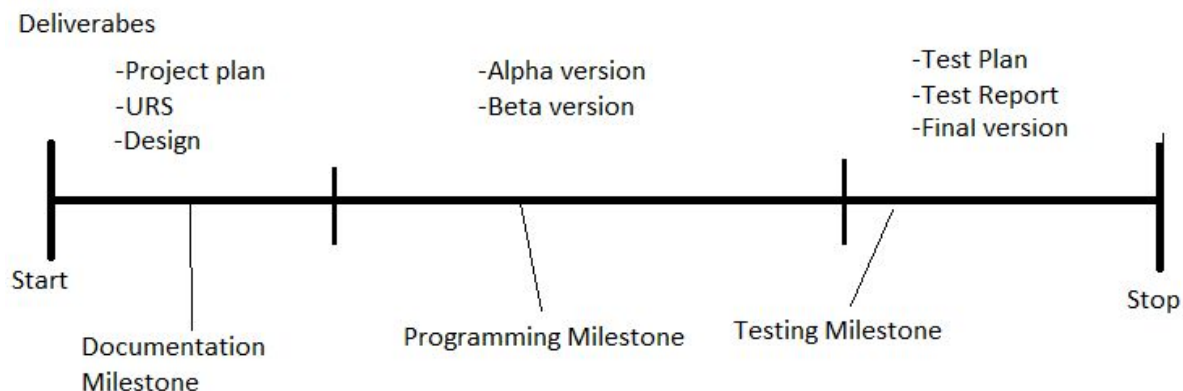 Deliverabes
-Project plan
-URS
-Design
-Alpha version
-Beta version
-Test Plan
-Test Report
-Final version
Start
Stop
Documentation
Milestone
Programming Milestone
Testing Milestone